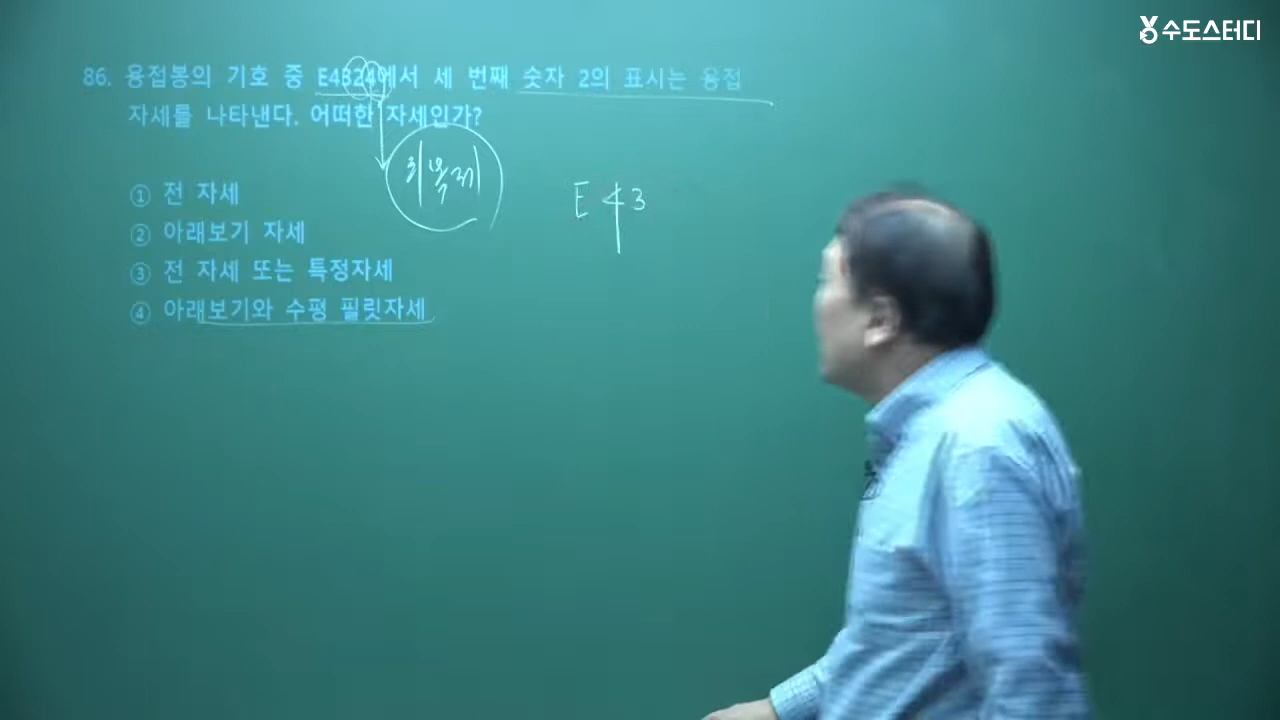 수도스터디
86. 용접봉의 기호 중 E4324에서 세 번째 숫자 2의 표시는 용접
자세를 나타낸다. 어떠한 자세인가?
피복제
E 43
① 전 자세
② 아래보기 자세
③ 전 자세 또는 특정자세
④ 아래보기와 수평 필릿자세